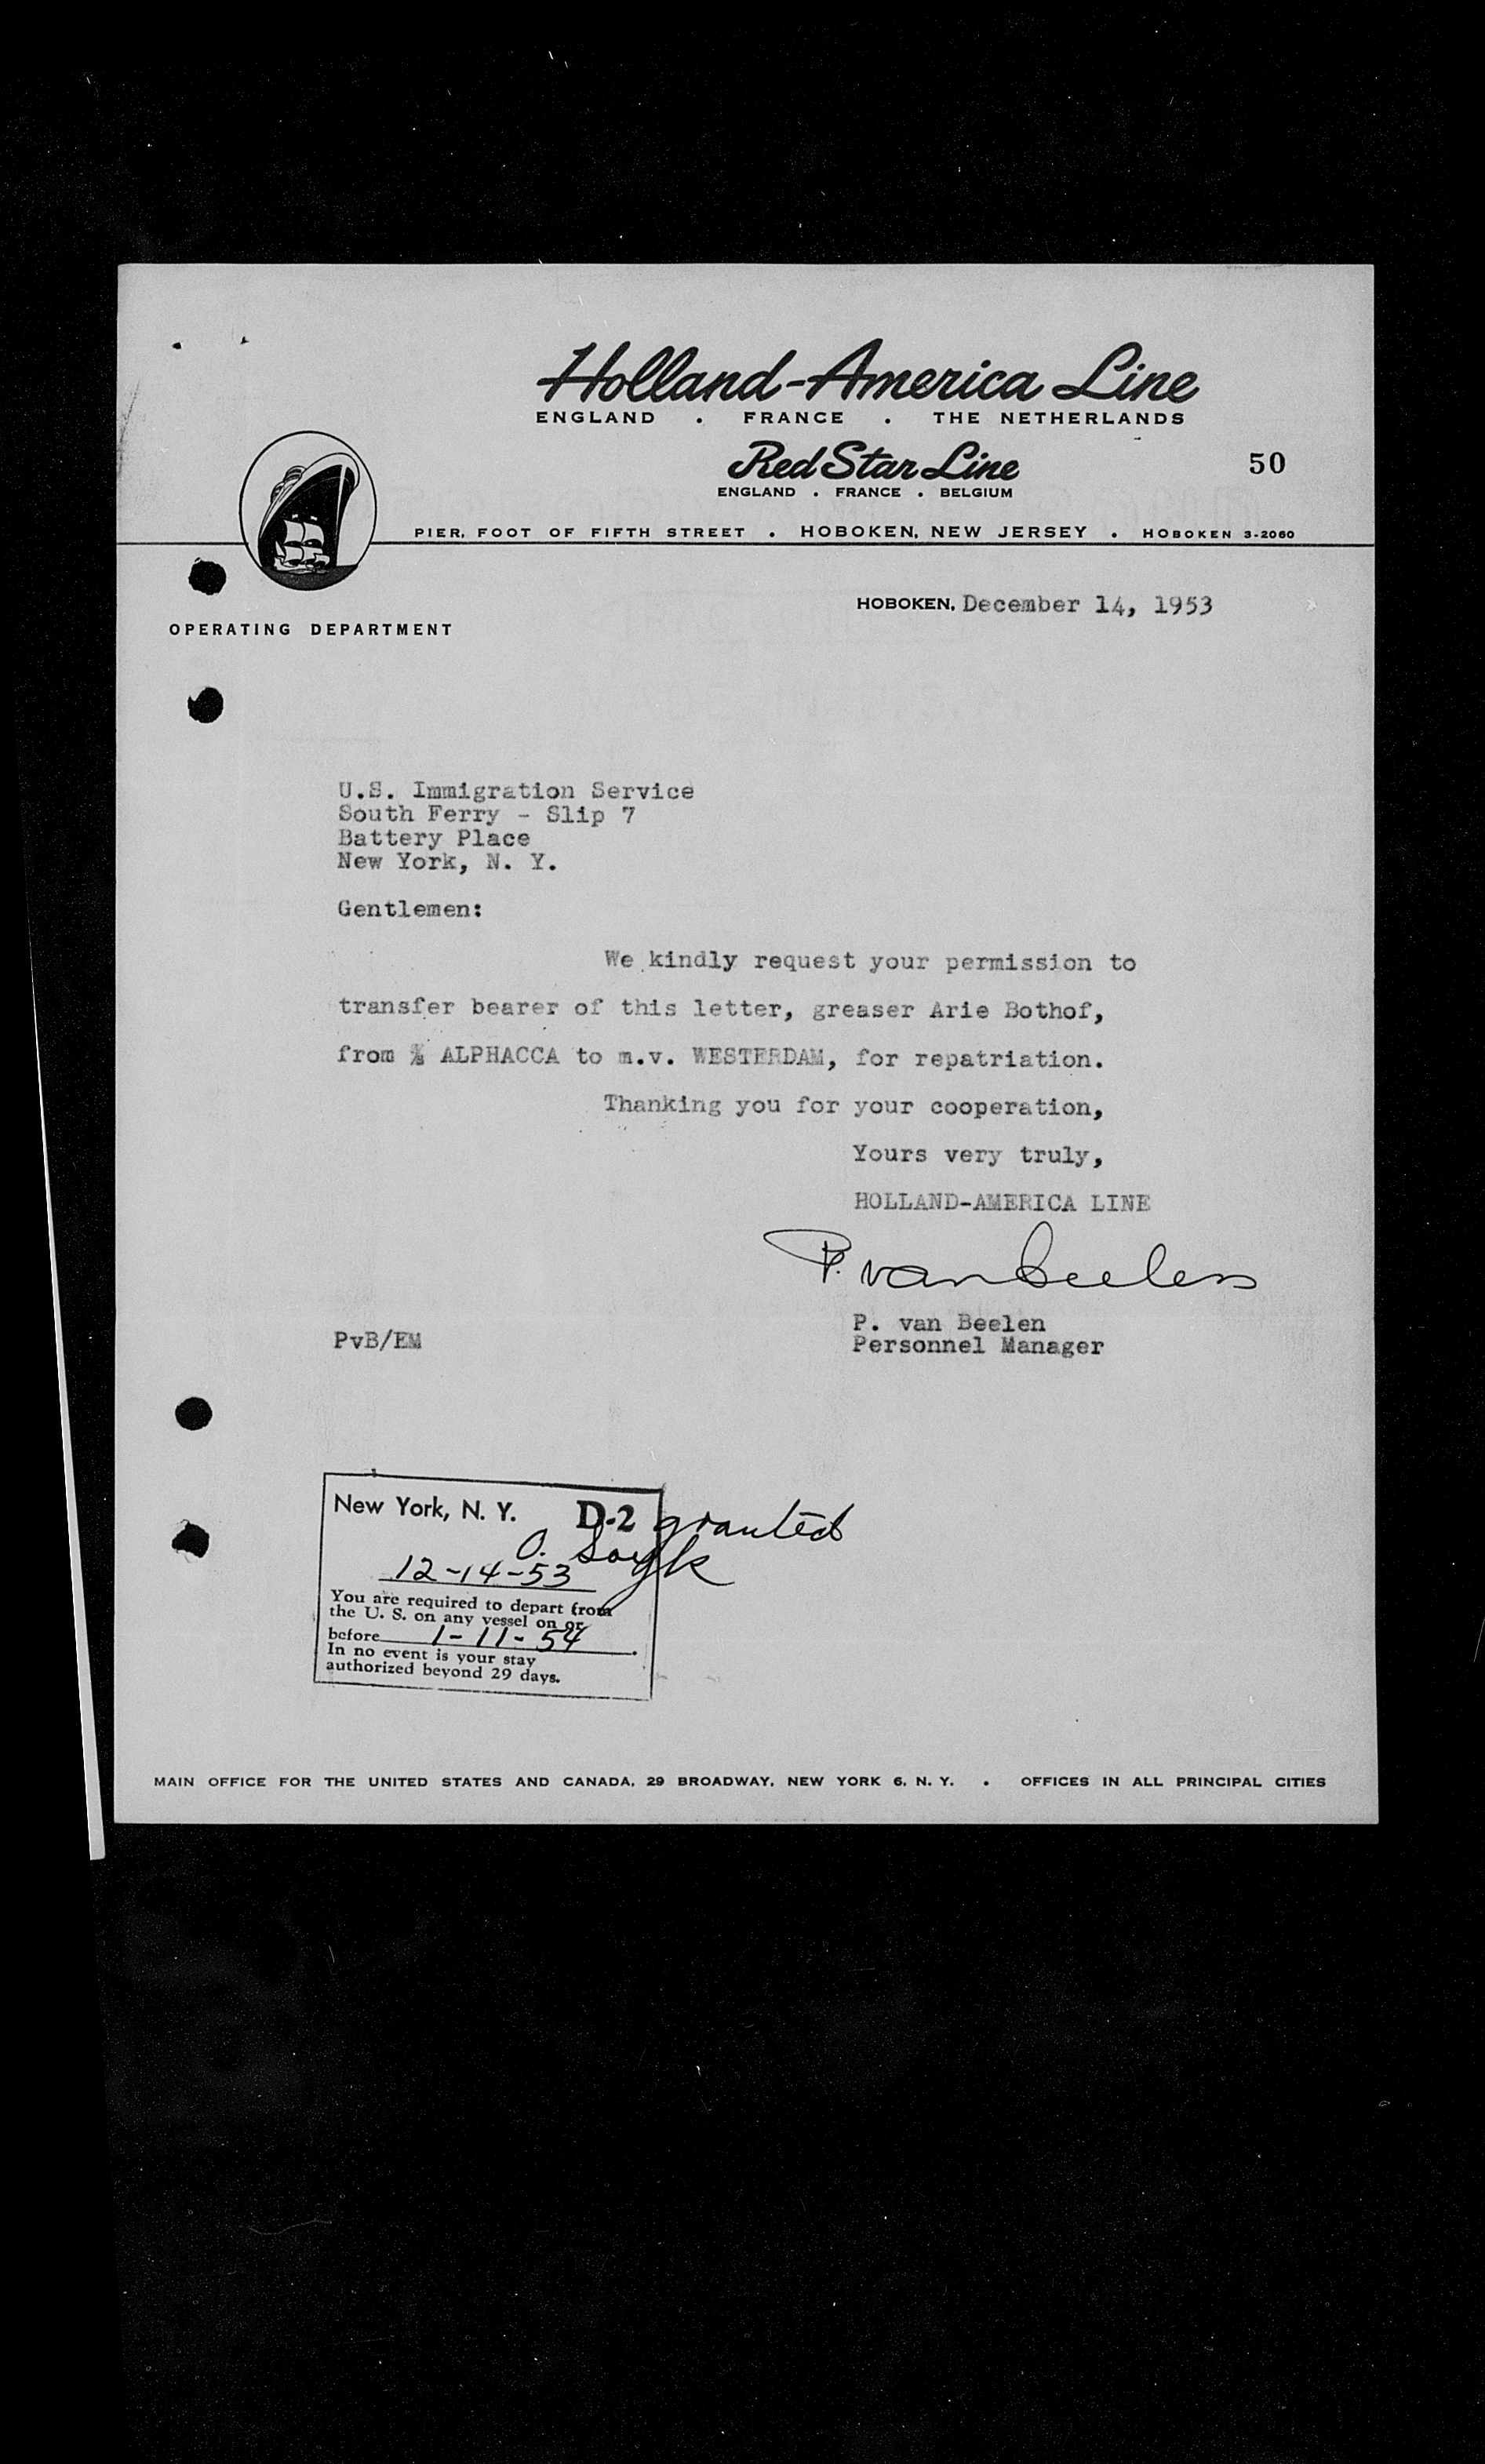 Holland-America Line
ENGLAND . FRANCE . THE NETHERLANDS
Red Star Line
ENGLAND . FRANCE . BELGIUM
50
PIER, FOOT OF FIFTH STREET . HOBOKEN, NEW JERSEY . HOBOKEN 3-2060
HOBOKEN, December 14, 1953
OPERATING DEPARTMENT
U.S. Immigration Service
South Ferry - Slip 7
Battery Place
New York, N. Y.
Gentlemen:
We kindly request your permission to
transfer bearer of this letter, greaser Arie Bothof,
from ALPHACCA to m.v. WESTERDAM, for repatriation.
Thanking you for your cooperation,
Yours very truly,
HOLLAND-AMERICA LINE
P. van Beelen
P. van Beelen
PvB/EM
Personnel Manager
New York, N. Y. D-2 granted
O.
12-14-53
You are required to depart from
the U. S. on any vessel on or
before 1-11-54.
In no event is your stay
authorized beyond 29 days.
MAIN OFFICE FOR THE UNITED STATES AND CANADA, 29 BROADWAY, NEW YORK 6, N. Y. . OFFICES IN ALL PRINCIPAL CITIES